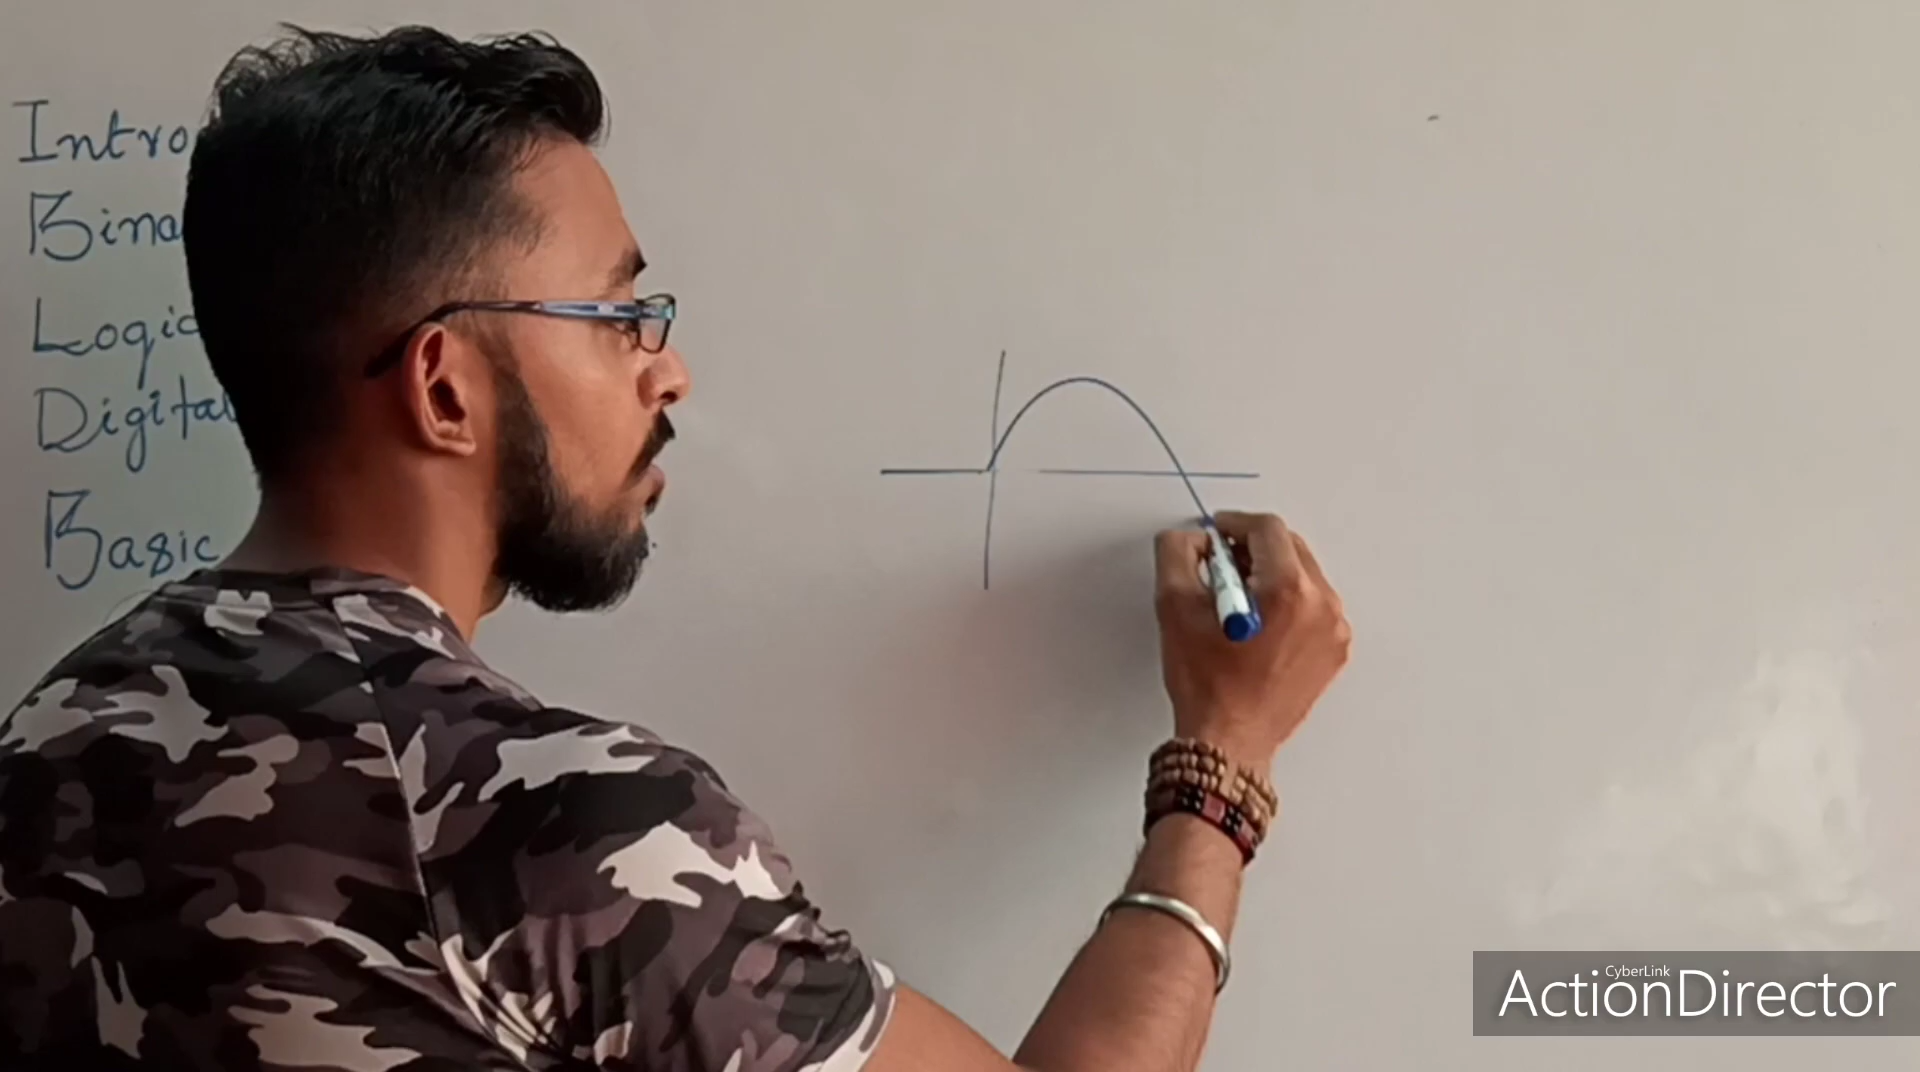 Intro
Bina
Logic
Digital
Basic
CyberLink
ActionDirector